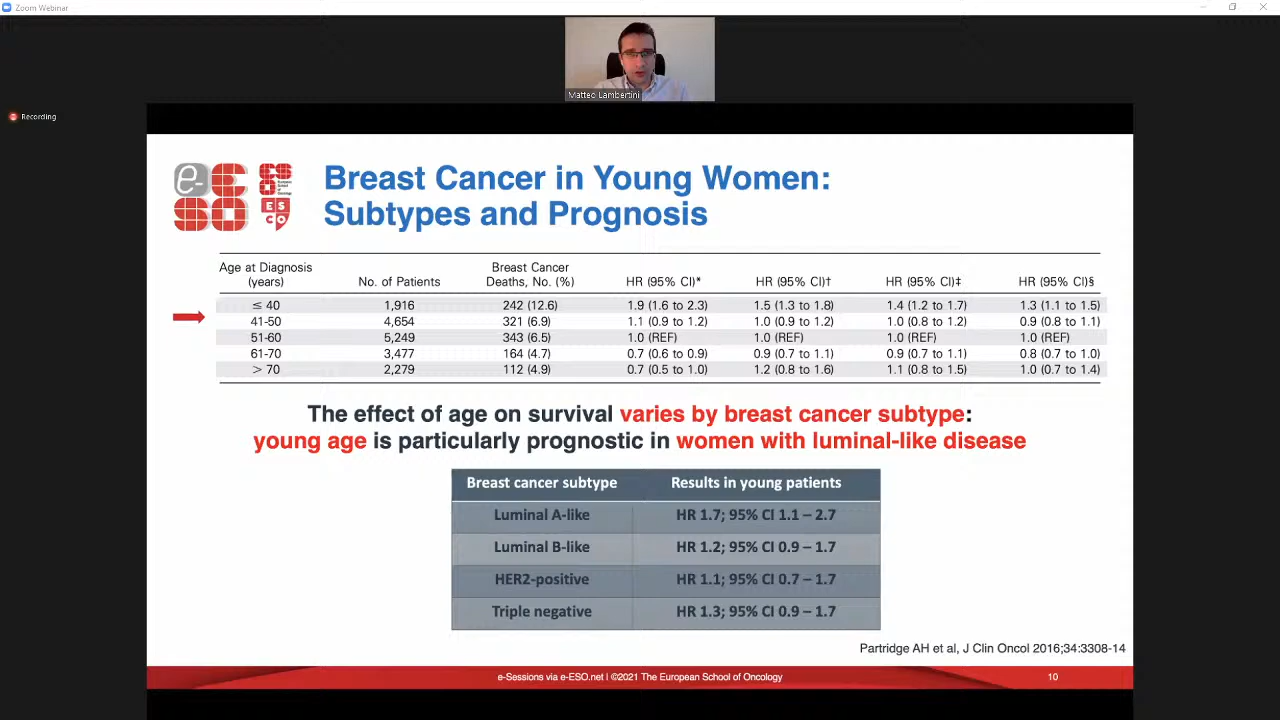 Zoom Webinar
Matteo Lambertini
Recording
e-ESO
ESCO
Breast Cancer in Young Women:
Subtypes and Prognosis
Age at Diagnosis (years) No. of Patients Breast Cancer Deaths, No. (%) HR (95% CI)* HR (95% CI)† HR (95% CI)‡ HR (95% CI)§
≤ 40 1,916 242 (12.6) 1.9 (1.6 to 2.3) 1.5 (1.3 to 1.8) 1.4 (1.2 to 1.7) 1.3 (1.1 to 1.5)
41-50 4,654 321 (6.9) 1.1 (0.9 to 1.2) 1.0 (0.9 to 1.2) 1.0 (0.8 to 1.2) 0.9 (0.8 to 1.1)
51-60 5,249 343 (6.5) 1.0 (REF) 1.0 (REF) 1.0 (REF) 1.0 (REF)
61-70 3,477 164 (4.7) 0.7 (0.6 to 0.9) 0.9 (0.7 to 1.1) 0.9 (0.7 to 1.1) 0.8 (0.7 to 1.0)
> 70 2,279 112 (4.9) 0.7 (0.5 to 1.0) 1.2 (0.8 to 1.6) 1.1 (0.8 to 1.5) 1.0 (0.7 to 1.4)
The effect of age on survival varies by breast cancer subtype:
young age is particularly prognostic in women with luminal-like disease
Breast cancer subtype Results in young patients
Luminal A-like HR 1.7; 95% CI 1.1 – 2.7
Luminal B-like HR 1.2; 95% CI 0.9 – 1.7
HER2-positive HR 1.1; 95% CI 0.7 – 1.7
Triple negative HR 1.3; 95% CI 0.9 – 1.7
Partridge AH et al, J Clin Oncol 2016;34:3308-14
e-Sessions via e-ESO.net I ©2021 The European School of Oncology
10